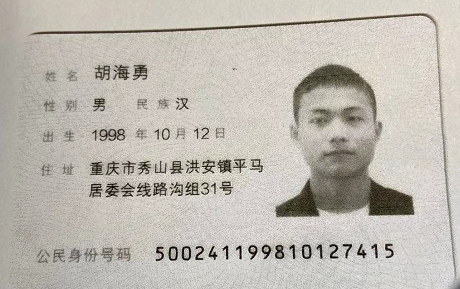 姓名 胡海勇
性别 男 民族 汉
出生 1998 年 10 月 12 日
住址 重庆市秀山县洪安镇平马
居委会线路沟组31号
公民身份号码 500241199810127415